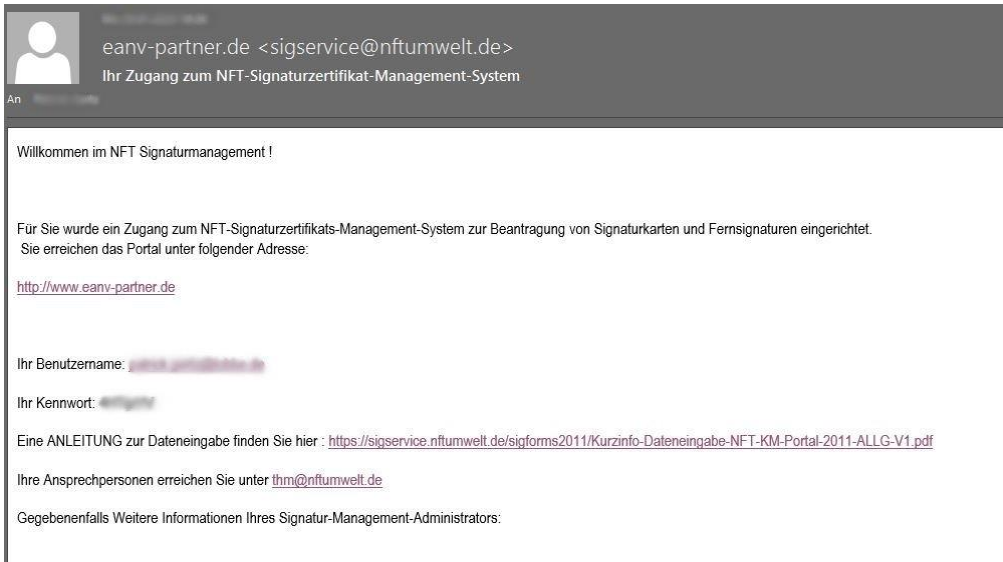 eanv-partner.de <sigservice@nftumwelt.de>
Ihr Zugang zum NFT-Signaturzertifikat-Management-System
An
Willkommen im NFT Signaturmanagement !
Für Sie wurde ein Zugang zum NFT-Signaturzertifikats-Management-System zur Beantragung von Signaturkarten und Fernsignaturen eingerichtet.
Sie erreichen das Portal unter folgender Adresse:
http://www.eanv-partner.de
Ihr Benutzername:
Ihr Kennwort:
Eine ANLEITUNG zur Dateneingabe finden Sie hier : https://sigservice.nftumwelt.de/sigforms2011/Kurzinfo-Dateneingabe-NFT-KM-Portal-2011-ALLG-V1.pdf
Ihre Ansprechpersonen erreichen Sie unter thm@nftumwelt.de
Gegebenenfalls Weitere Informationen Ihres Signatur-Management-Administrators: